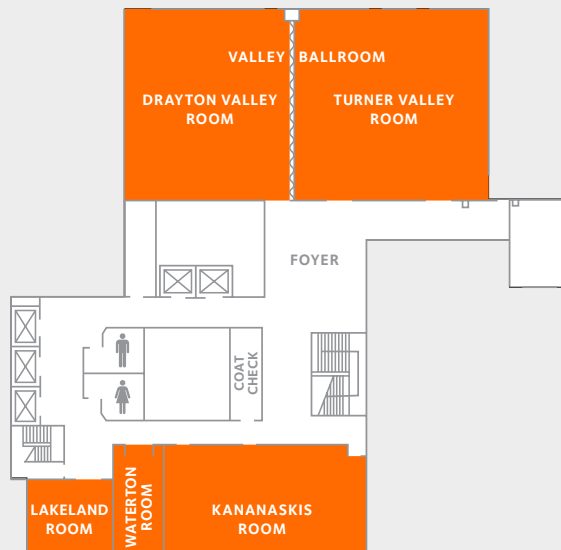 VALLEY BALLROOM
DRAYTON VALLEY
ROOM
TURNER VALLEY
ROOM
FOYER
COAT
CHECK
LAKELAND
ROOM
WATERTON
ROOM
KANANASKIS
ROOM